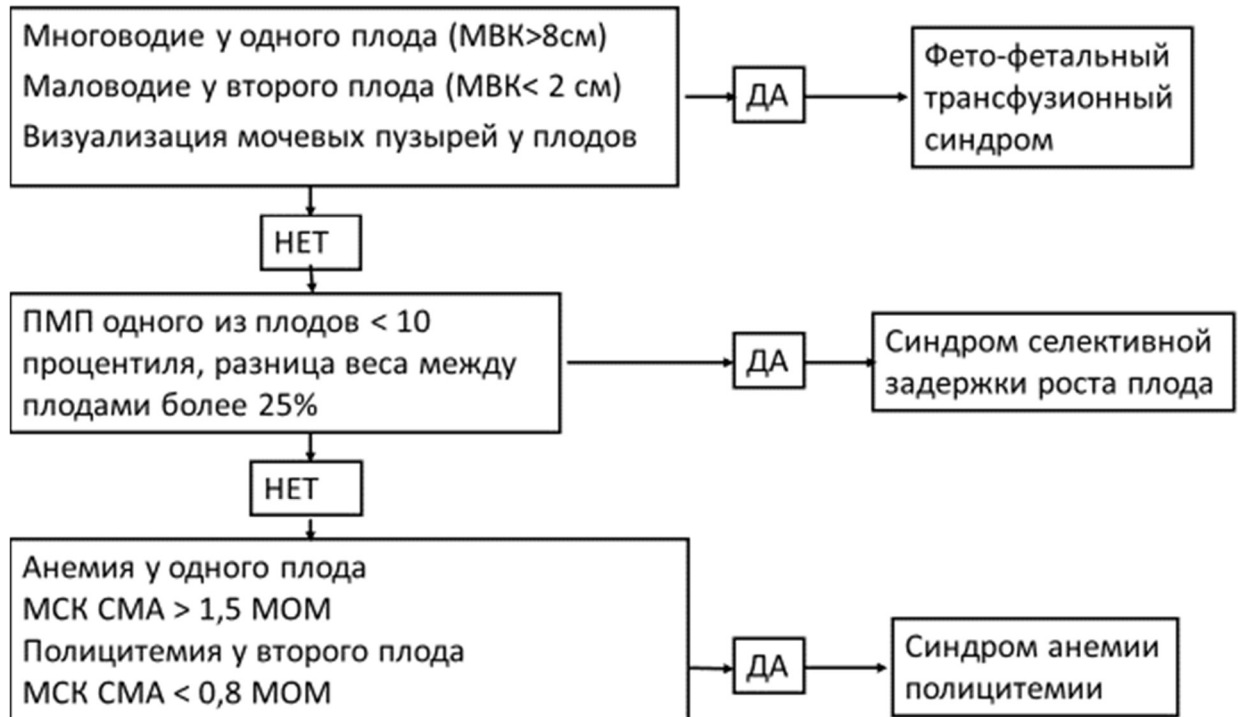 Многоводие у одного плода (МВК>8см)
Маловодие у второго плода (МВК< 2 см)
Визуализация мочевых пузырей у плодов
ДА
Фето-фетальный
трансфузионный
синдром
НЕТ
ПМП одного из плодов < 10
процентиля, разница веса между
плодами более 25%
ДА
Синдром селективной
задержки роста плода
НЕТ
Анемия у одного плода
МСК СМА > 1,5 МОМ
Полицитемия у второго плода
МСК СМА < 0,8 МОМ
ДА
Синдром анемии
полицитемии